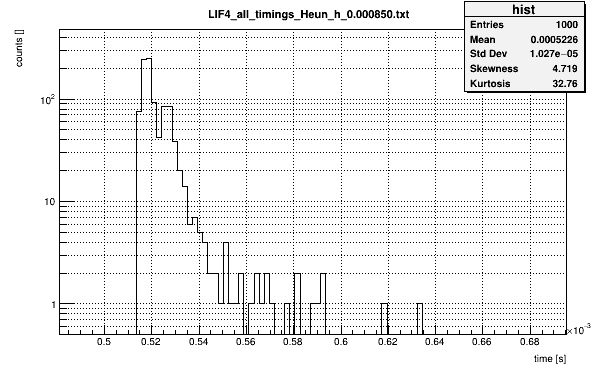 LIF4_all_timings_Heun_h_0.000850.txt
hist
Entries 1000
Mean 0.0005226
Std Dev 1.027e−05
Skewness 4.719
Kurtosis 32.76
counts []
10²
10
1
0.5 0.52 0.54 0.56 0.58 0.6 0.62 0.64 0.66 0.68
×10⁻³
time [s]